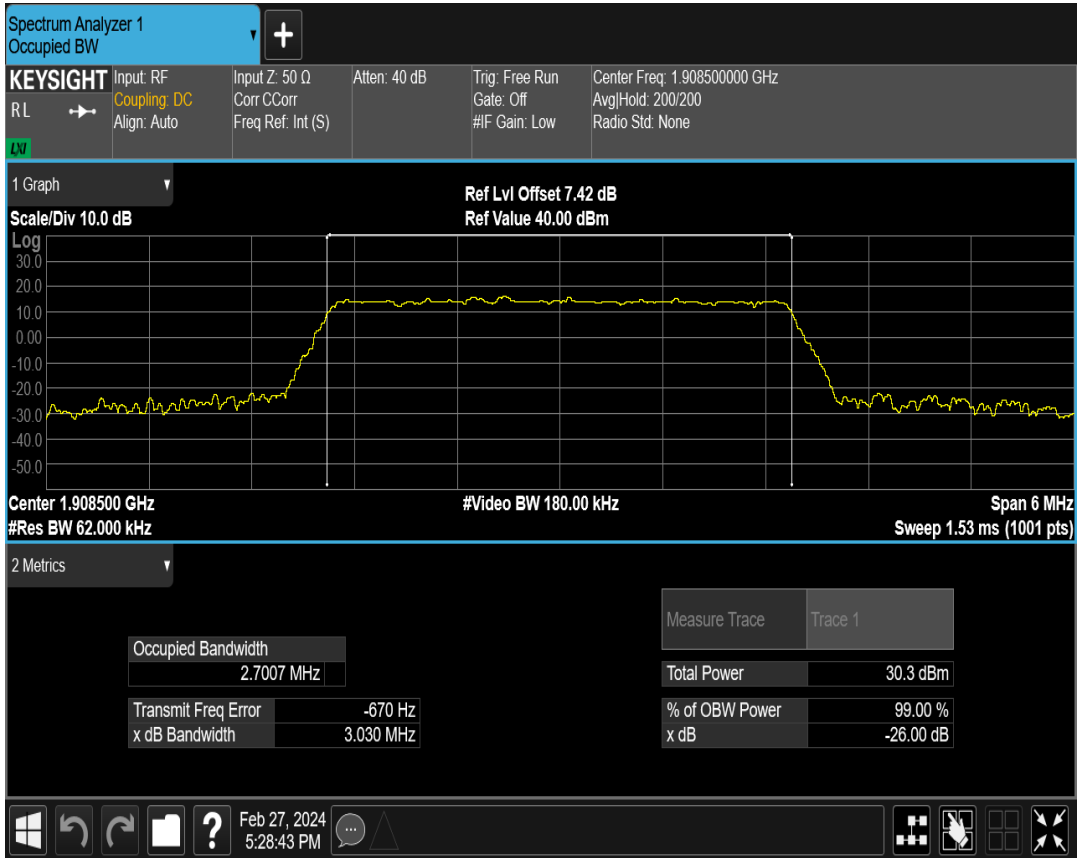 Spectrum Analyzer 1
Occupied BW
KEYSIGHT
R L
LXI
Input: RF
Coupling: DC
Align: Auto
Input Z: 50 Ω
Corr CCorr
Freq Ref: Int (S)
Atten: 40 dB
Trig: Free Run
Gate: Off
#IF Gain: Low
Center Freq: 1.908500000 GHz
Avg|Hold: 200/200
Radio Std: None
1 Graph
Scale/Div 10.0 dB
Ref Lvl Offset 7.42 dB
Ref Value 40.00 dBm
Log
30.0
20.0
10.0
0.00
-10.0
-20.0
-30.0
-40.0
-50.0
Center 1.908500 GHz
#Video BW 180.00 kHz
Span 6 MHz
#Res BW 62.000 kHz
Sweep 1.53 ms (1001 pts)
2 Metrics
Measure Trace Trace 1
Occupied Bandwidth
2.7007 MHz
Total Power 30.3 dBm
Transmit Freq Error -670 Hz
% of OBW Power 99.00 %
x dB Bandwidth 3.030 MHz
x dB -26.00 dB
Feb 27, 2024
5:28:43 PM